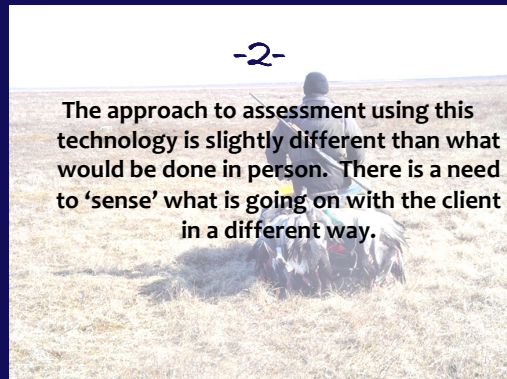 -2-
The approach to assessment using this
technology is slightly different than what
would be done in person.  There is a need
to ‘sense’ what is going on with the client
in a different way.